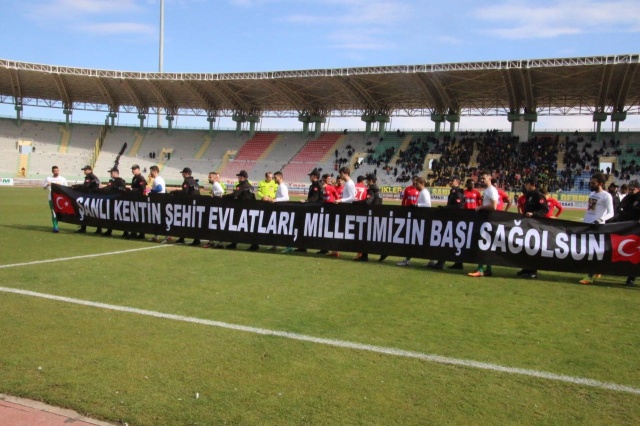 ŞANLI KENTİN ŞEHİT EVLATLARI, MİLLETİMİZİN BAŞI SAĞOLSUN